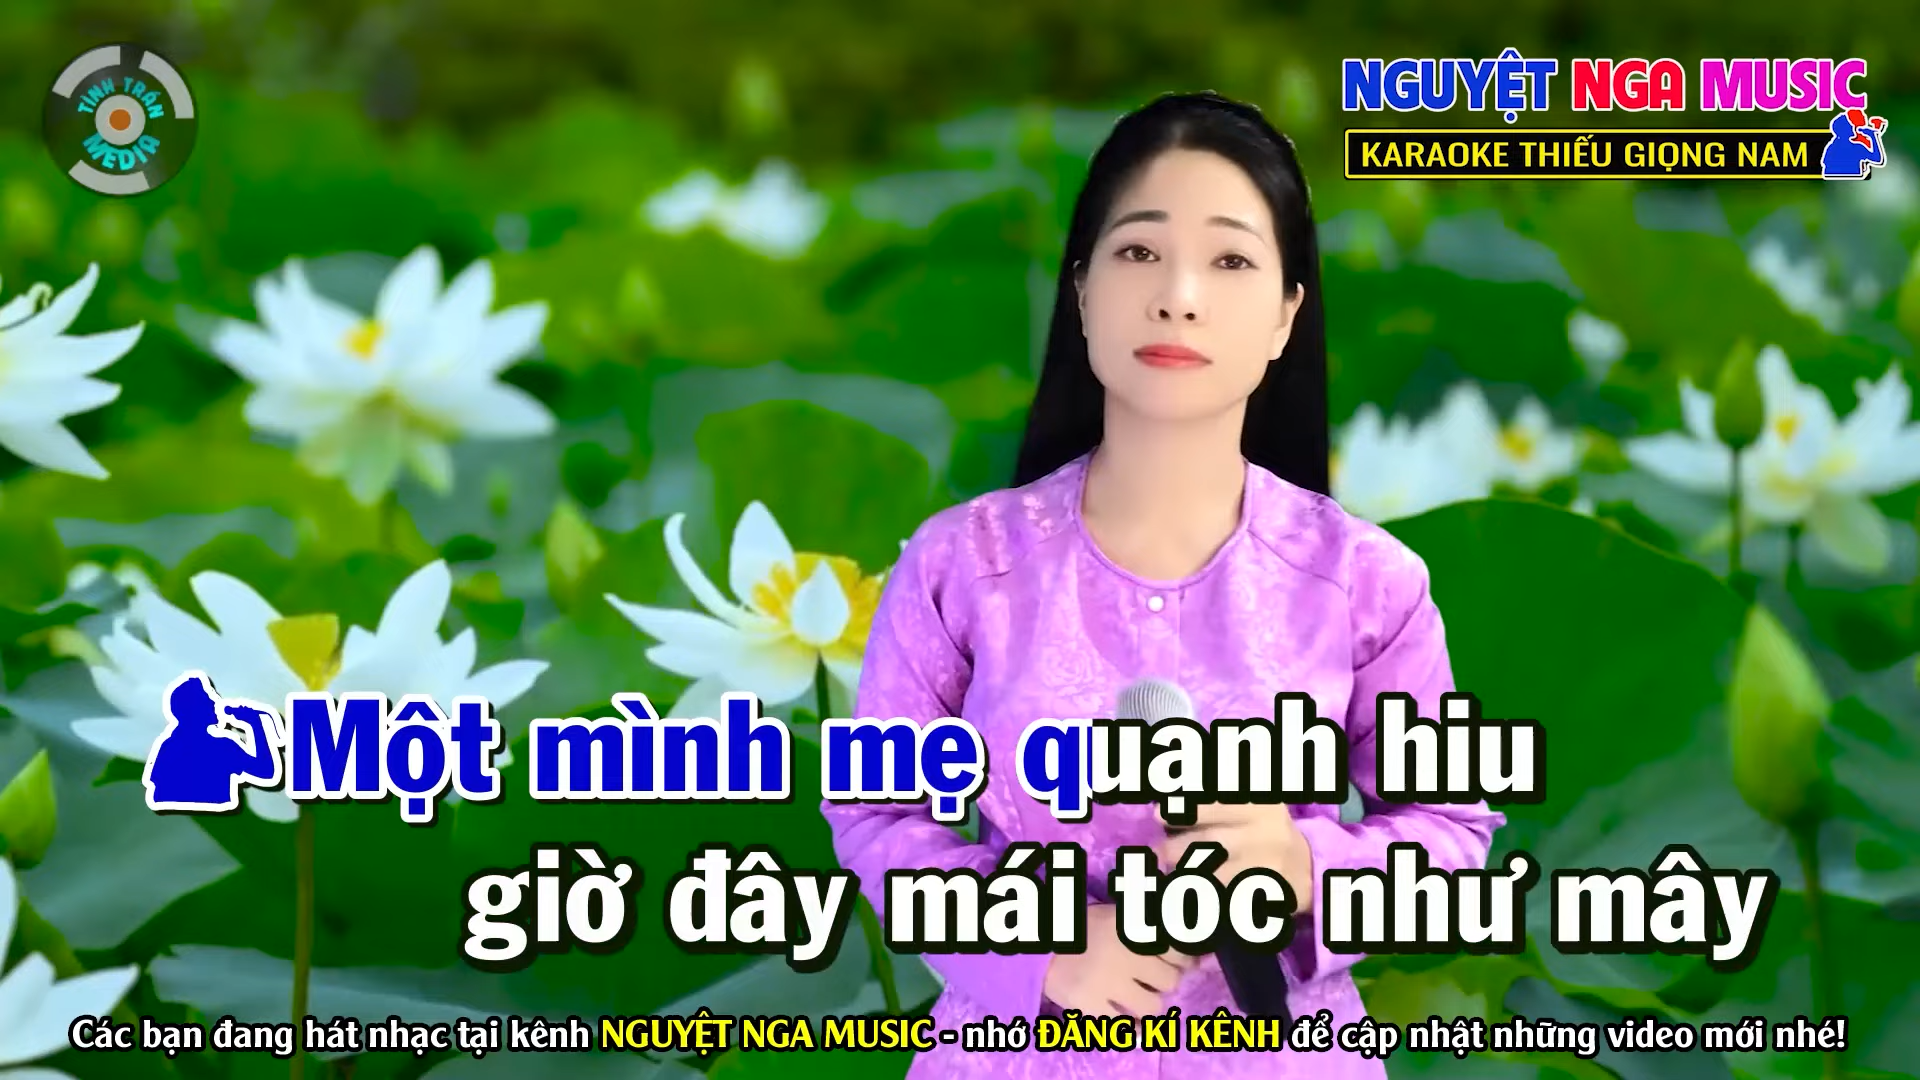 TÌNH TRẦN
MEDIA
NGUYỆT NGA MUSIC
KARAOKE THIẾU GIỌNG NAM
Một mình mẹ quạnh hiu
giờ đây mái tóc như mây
Các bạn đang hát nhạc tại kênh NGUYỆT NGA MUSIC - nhớ ĐĂNG KÍ KÊNH để cập nhật những video mới nhé!